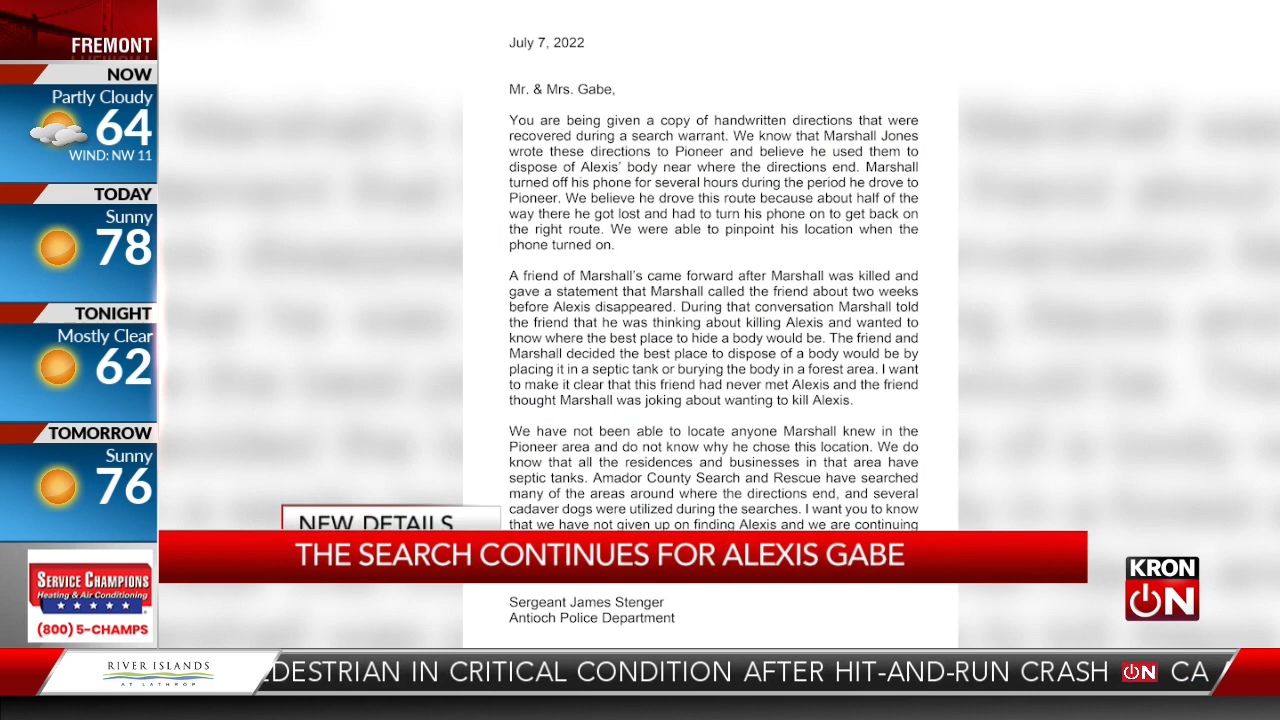 FREMONT
NOW
Partly Cloudy
64
WIND: NW 11
TODAY
Sunny
78
TONIGHT
Mostly Clear
62
TOMORROW
Sunny
76
SERVICE CHAMPIONS
Heating & Air Conditioning
(800) 5-CHAMPS
July 7, 2022
Mr. & Mrs. Gabe,
You are being given a copy of handwritten directions that were
recovered during a search warrant. We know that Marshall Jones
wrote these directions to Pioneer and believe he used them to
dispose of Alexis' body near where the directions end. Marshall
turned off his phone for several hours during the period he drove to
Pioneer. We believe he drove this route because about half of the
way there he got lost and had to turn his phone on to get back on
the right route. We were able to pinpoint his location when the
phone turned on.
A friend of Marshall's came forward after Marshall was killed and
gave a statement that Marshall called the friend about two weeks
before Alexis disappeared. During that conversation Marshall told
the friend that he was thinking about killing Alexis and wanted to
know where the best place to hide a body would be. The friend and
Marshall decided the best place to dispose of a body would be by
placing it in a septic tank or burying the body in a forest area. I want
to make it clear that this friend had never met Alexis and the friend
thought Marshall was joking about wanting to kill Alexis.
We have not been able to locate anyone Marshall knew in the
Pioneer area and do not know why he chose this location. We do
know that all the residences and businesses in that area have
septic tanks. Amador County Search and Rescue have searched
many of the areas around where the directions end, and several
cadaver dogs were utilized during the searches. I want you to know
that we have not given up on finding Alexis and we are continuing
NEW DETAILS
THE SEARCH CONTINUES FOR ALEXIS GABE
Sergeant James Stenger
Antioch Police Department
KRON
ON
RIVER ISLANDS
AT LATHROP
DESTRIAN IN CRITICAL CONDITION AFTER HIT-AND-RUN CRASH ON CA